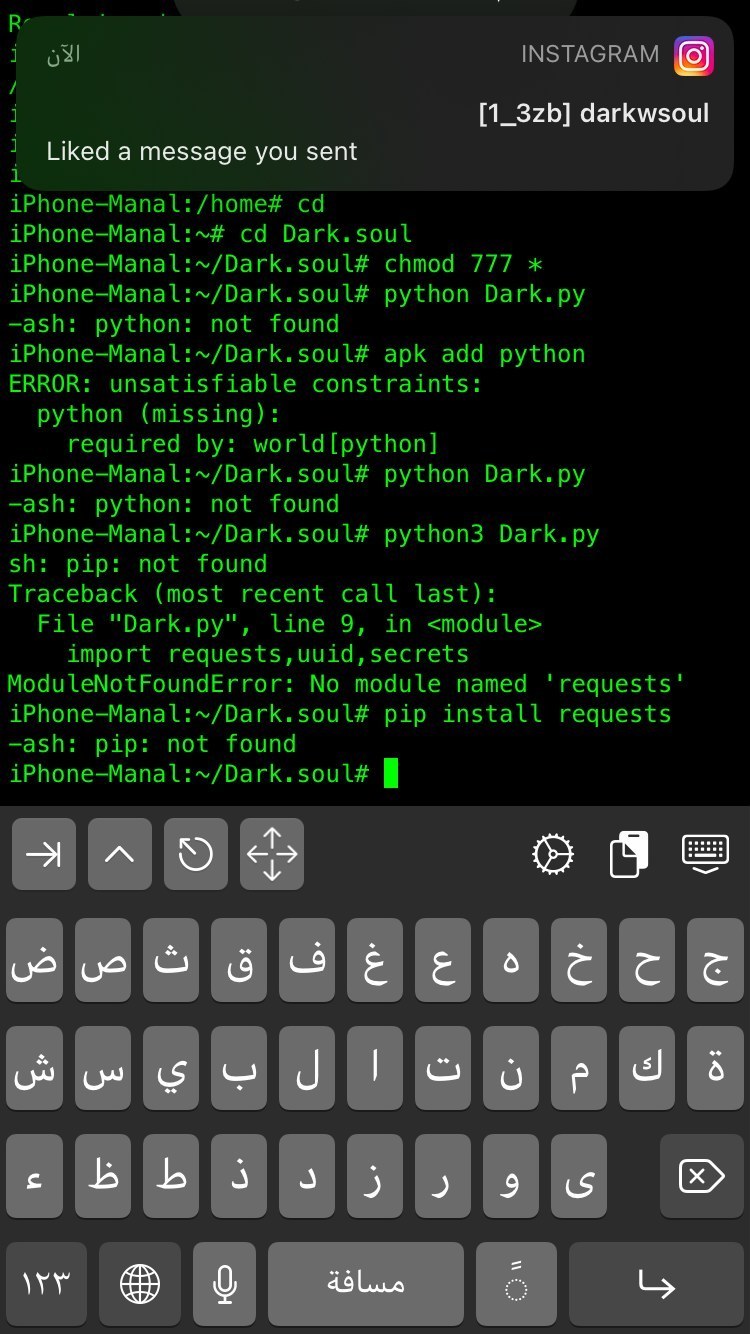 الآن
INSTAGRAM
[1_3zb] darkwsoul
Liked a message you sent
iPhone-Manal:/home# cd
iPhone-Manal:~# cd Dark.soul
iPhone-Manal:~/Dark.soul# chmod 777 *
iPhone-Manal:~/Dark.soul# python Dark.py
-ash: python: not found
iPhone-Manal:~/Dark.soul# apk add python
ERROR: unsatisfiable constraints:
  python (missing):
    required by: world[python]
iPhone-Manal:~/Dark.soul# python Dark.py
-ash: python: not found
iPhone-Manal:~/Dark.soul# python3 Dark.py
sh: pip: not found
Traceback (most recent call last):
  File "Dark.py", line 9, in <module>
    import requests,uuid,secrets
ModuleNotFoundError: No module named 'requests'
iPhone-Manal:~/Dark.soul# pip install requests
-ash: pip: not found
iPhone-Manal:~/Dark.soul#
ض ص ث ق ف غ ع ه خ ح ج
ش س ي ب ل ا ت ن م ك ة
ء ظ ط ذ د ز ر و ى
١٢٣ مسافة